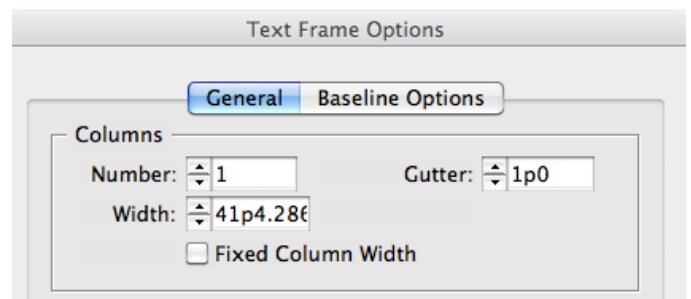 Text Frame Options
General Baseline Options
Columns
Number: 1 Gutter: 1p0
Width: 41p4.286
Fixed Column Width